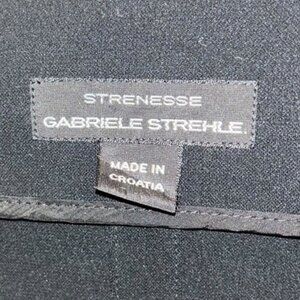 STRENESSE
GABRIELE STREHLE.
MADE IN
CROATIA